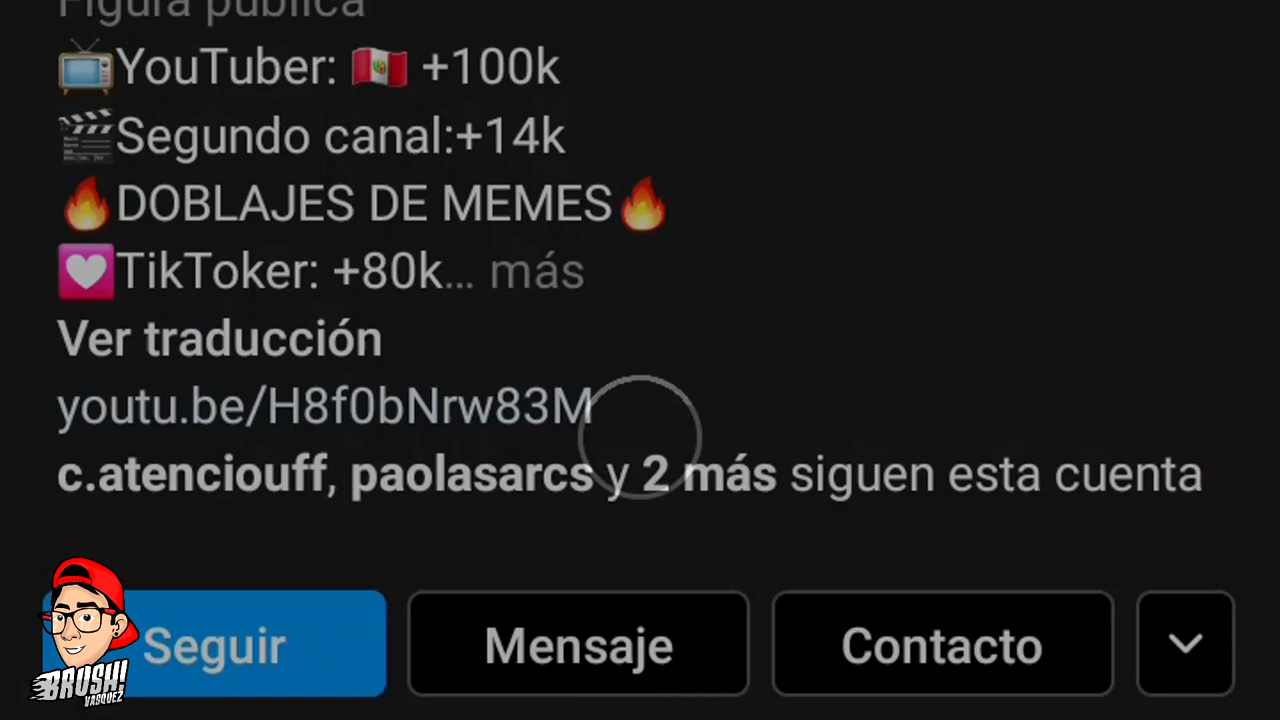 Figura pública
📺YouTuber: 🇵🇪 +100k
🎬Segundo canal:+14k
🔥DOBLAJES DE MEMES🔥
💟TikToker: +80k... más
Ver traducción
youtu.be/H8f0bNrw83M
c.atenciouff, paolasarcs y 2 más siguen esta cuenta
Seguir
Mensaje
Contacto
BRUSH!
VASQUEZ